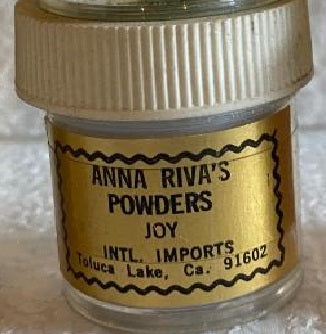 ANNA RIVA'S
POWDERS
JOY
INTL. IMPORTS
Toluca Lake, Ca. 91602